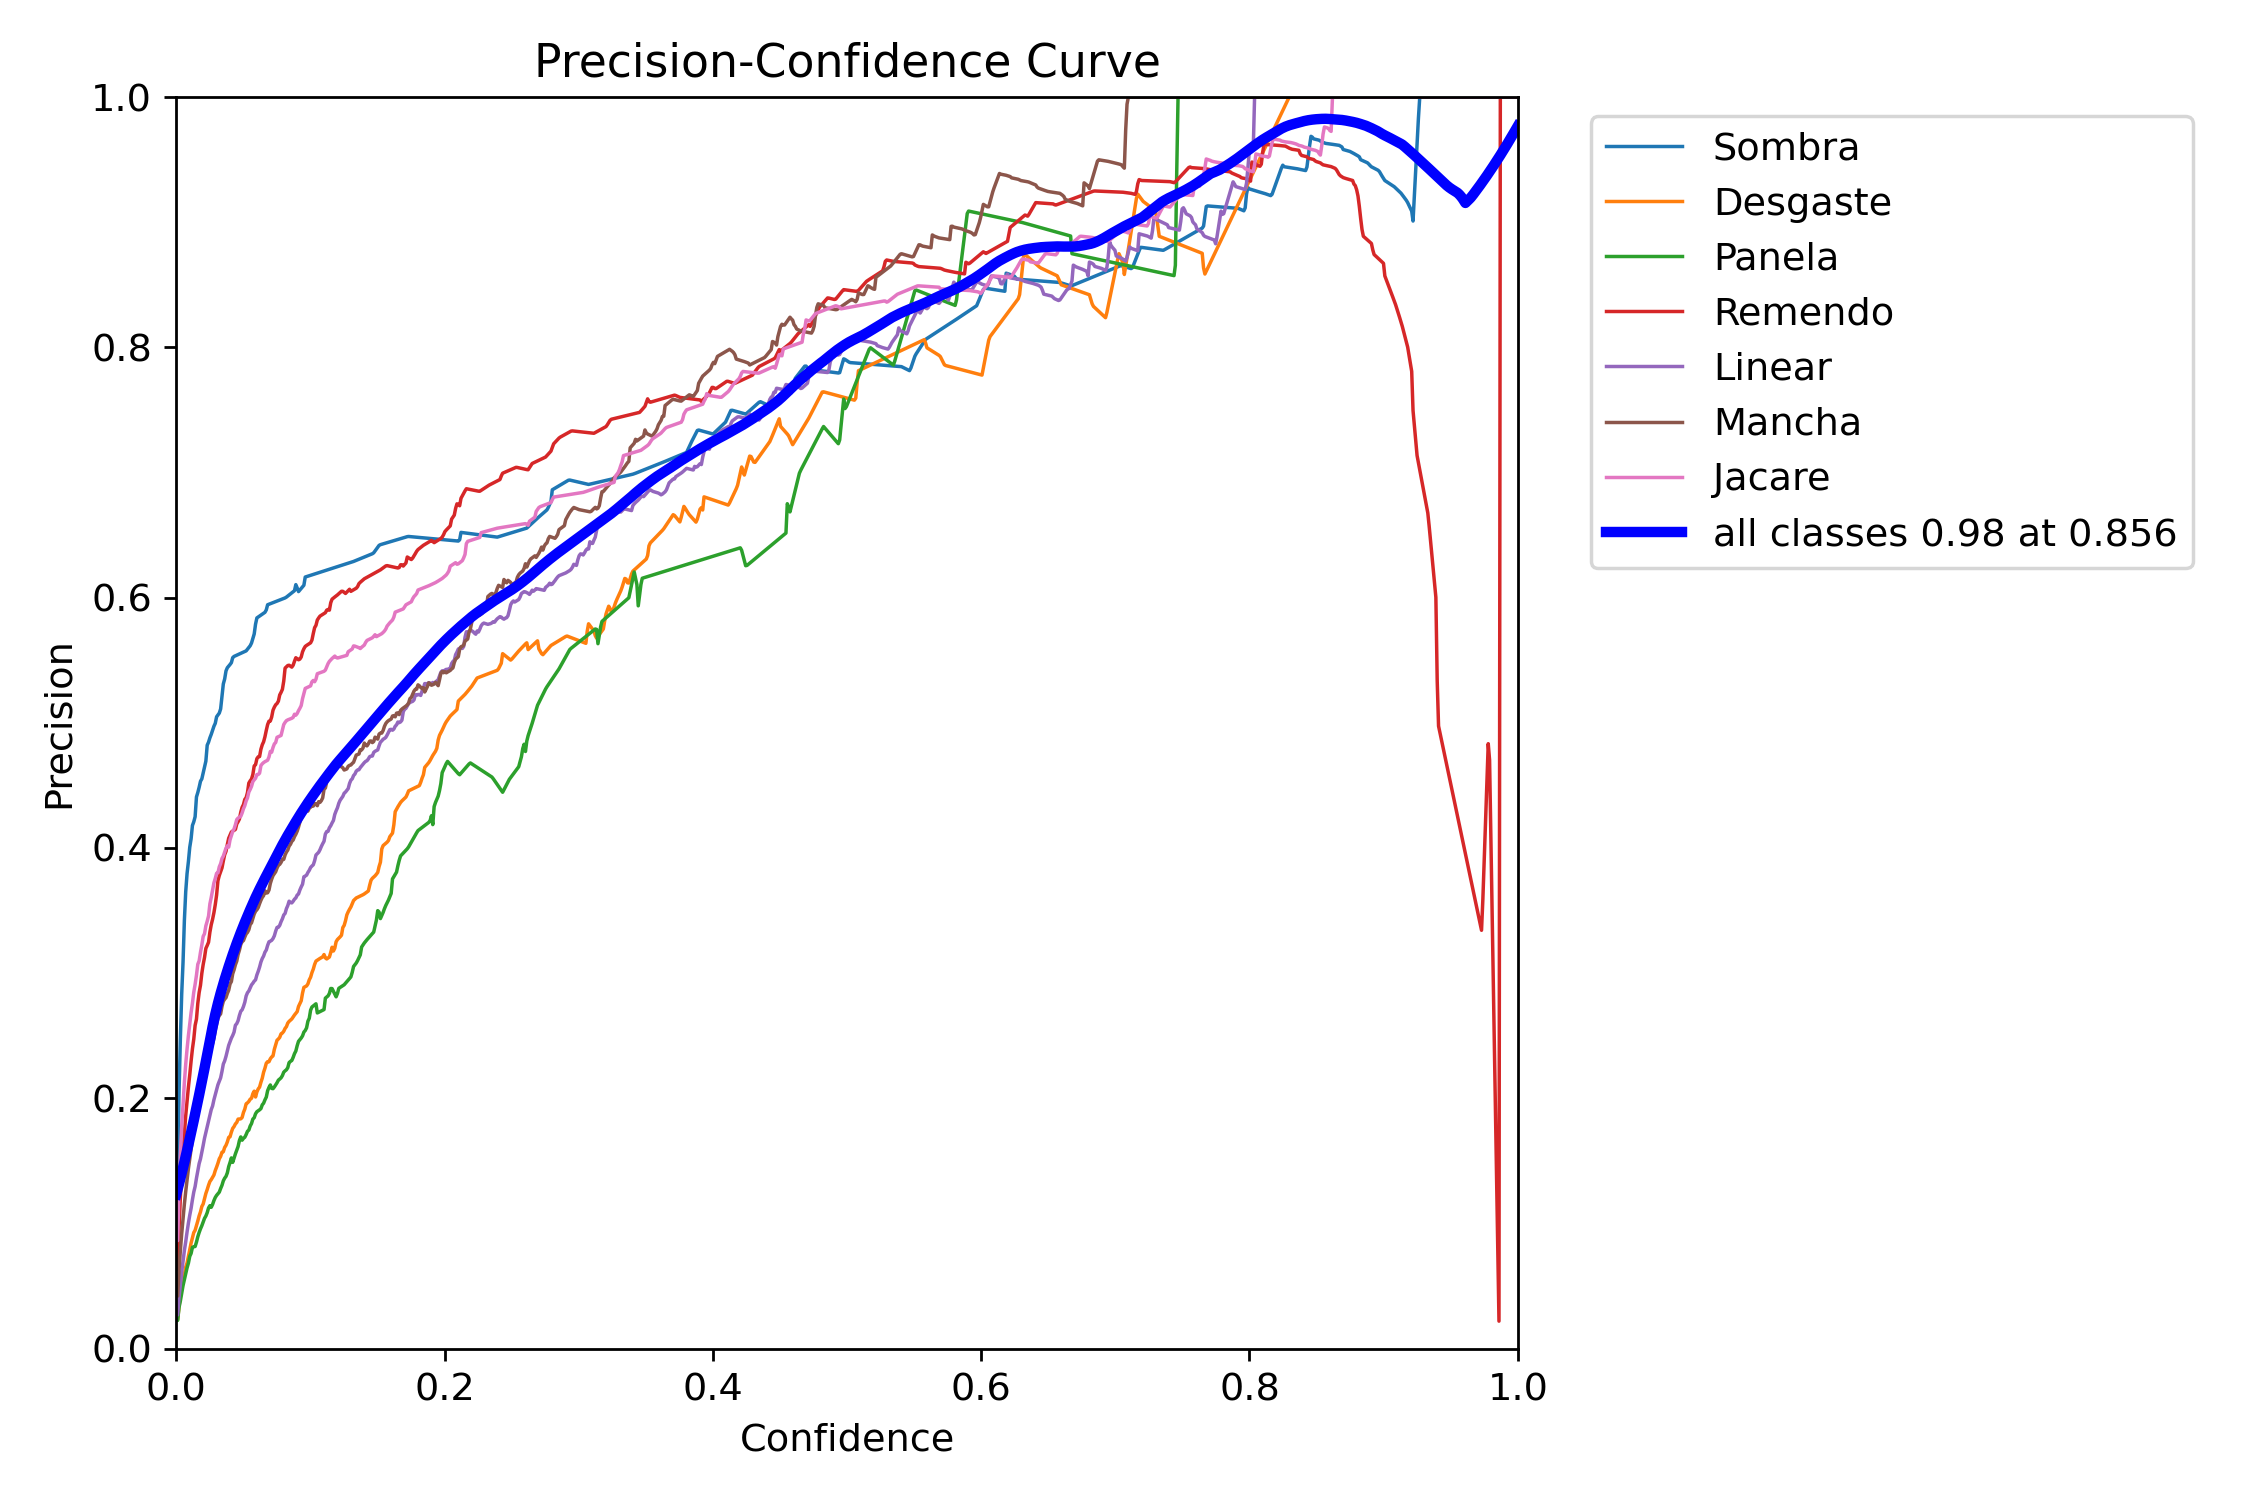 Precision-Confidence Curve
1.0
0.8
0.6
0.4
0.2
0.0
Precision
0.0 0.2 0.4 0.6 0.8 1.0
Confidence
Sombra
Desgaste
Panela
Remendo
Linear
Mancha
Jacare
all classes 0.98 at 0.856